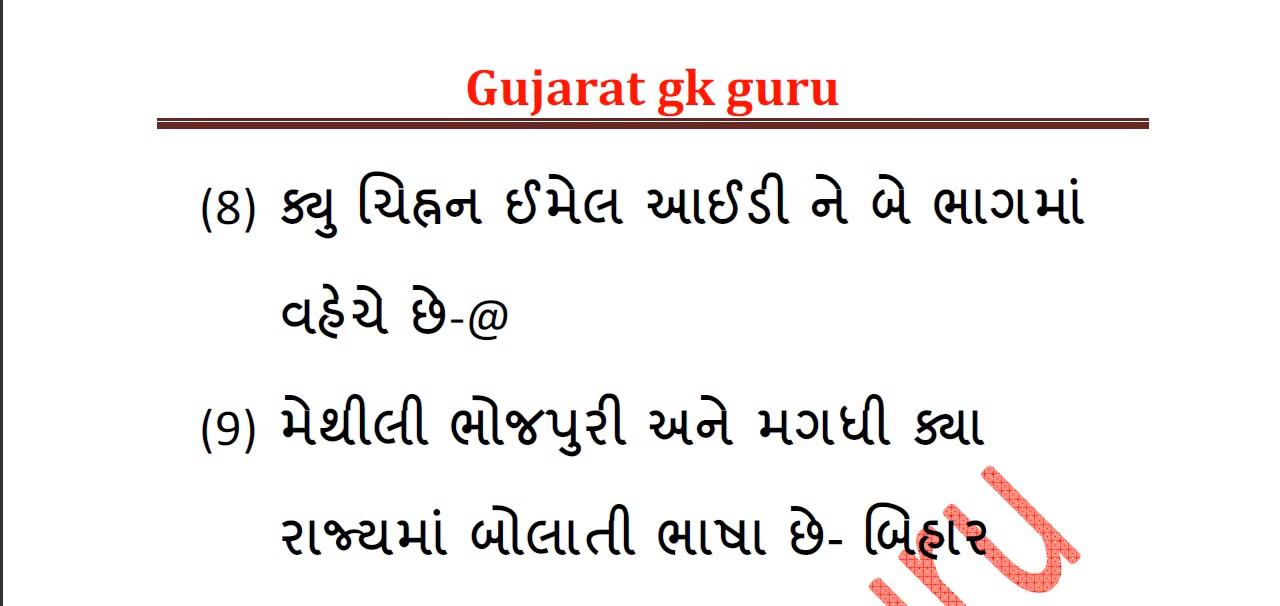 Gujarat gk guru
(8) ક્યુ ચિહ્નન ઈમેલ આઈડી ને બે ભાગમાં
વહેચે છે-@
(9) મેથીલી ભોજપુરી અને મગધી ક્યા
રાજ્યમાં બોલાતી ભાષા છે- બિહાર